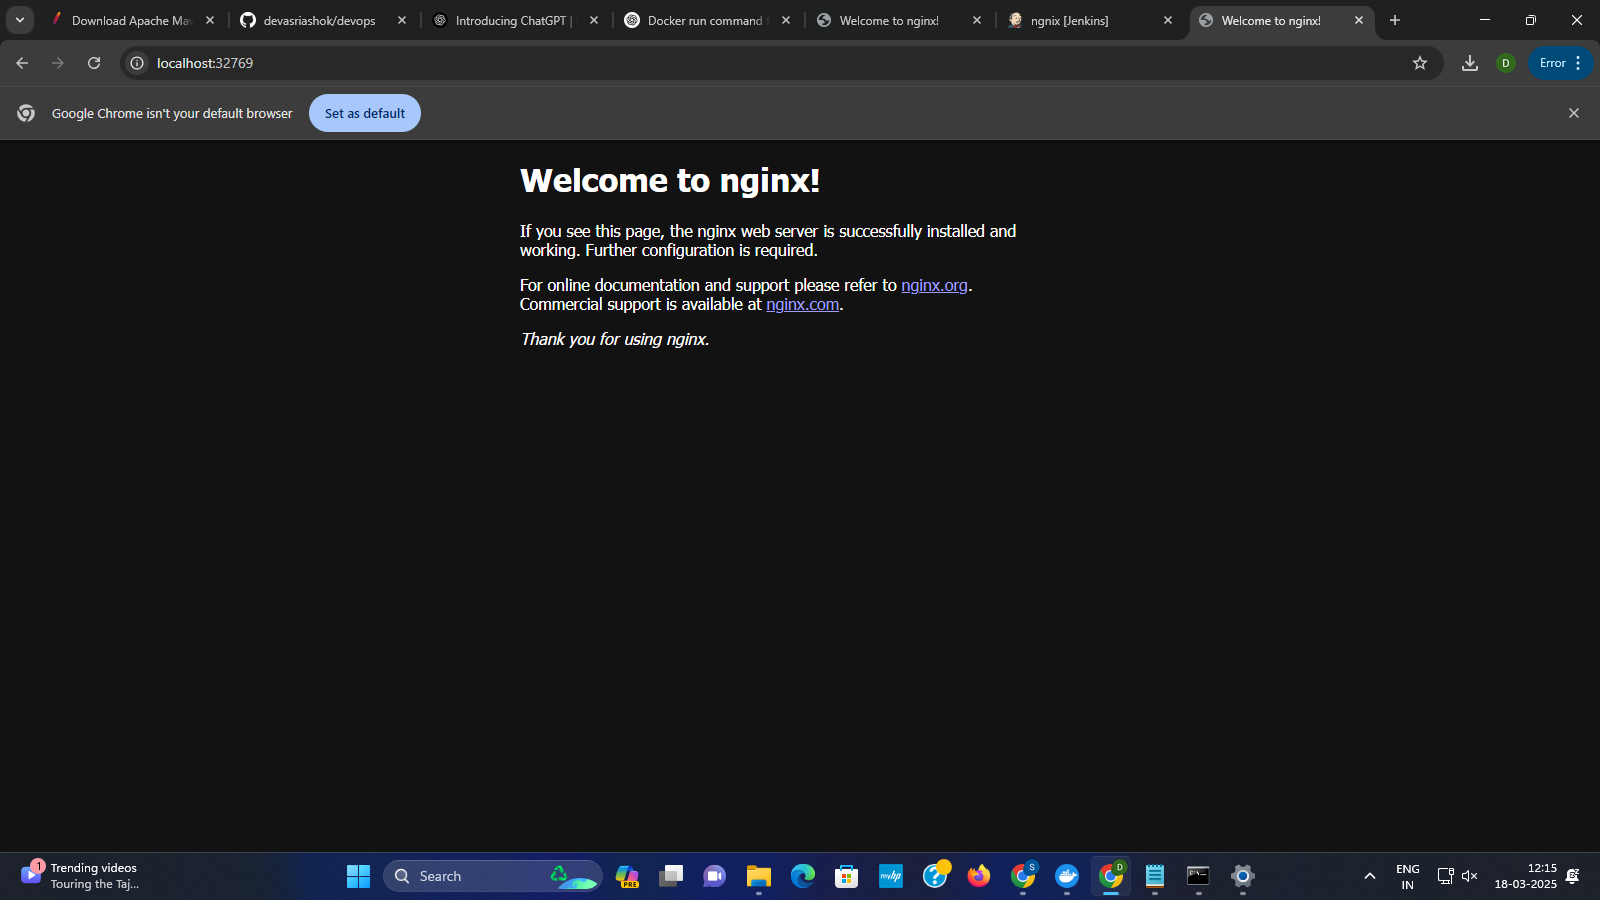 Download Apache Mav
devasriashok/devops
Introducing ChatGPT |
Docker run command
Welcome to nginx!
ngnix [Jenkins]
Welcome to nginx!
localhost:32769
D
Error
Google Chrome isn't your default browser
Set as default
Welcome to nginx!
If you see this page, the nginx web server is successfully installed and
working. Further configuration is required.
For online documentation and support please refer to nginx.org.
Commercial support is available at nginx.com.
Thank you for using nginx.
1
Trending videos
Touring the Taj...
Search
PRE
myhp
S
D
ENG
IN
12:15
18-03-2025